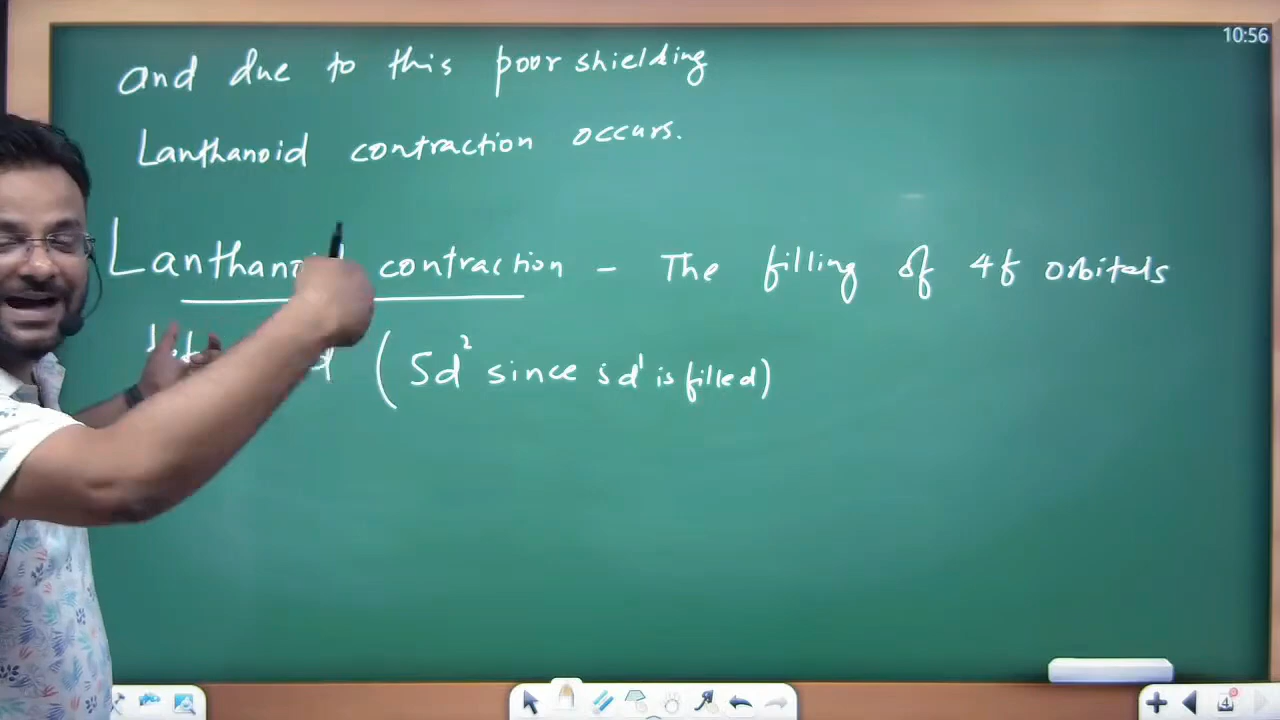 10:56
and due to this poor shielding
Lanthanoid contraction occurs.
contraction - The filling of 4f orbitals
(5d² since 5d¹ is filled)
4